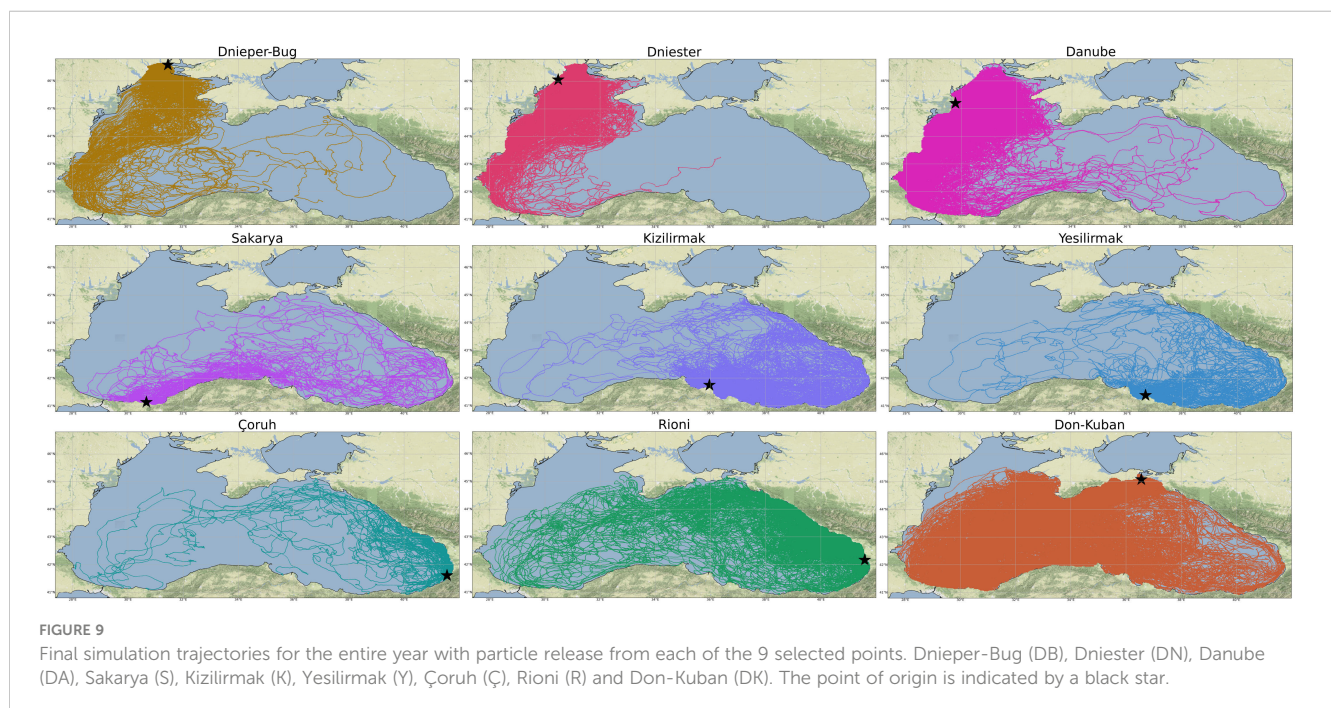 Dnieper-Bug
Dniester
Danube
Sakarya
Kizilirmak
Yesilirmak
Çoruh
Rioni
Don-Kuban
FIGURE 9
Final simulation trajectories for the entire year with particle release from each of the 9 selected points. Dnieper-Bug (DB), Dniester (DN), Danube
(DA), Sakarya (S), Kizilirmak (K), Yesilirmak (Y), Çoruh (Ç), Rioni (R) and Don-Kuban (DK). The point of origin is indicated by a black star.